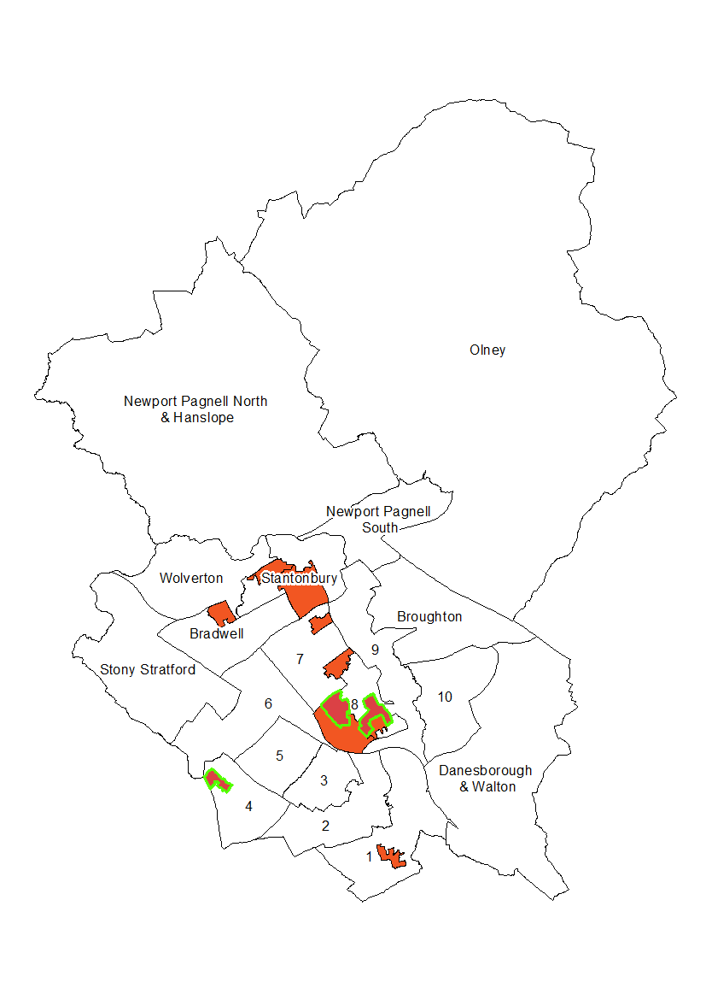 Olney
Newport Pagnell North
& Hanslope
Newport Pagnell
South
Wolverton
Stantonbury
Broughton
Bradwell
9
7
Stony Stratford
10
6
8
5
Danesborough
& Walton
3
4
2
1